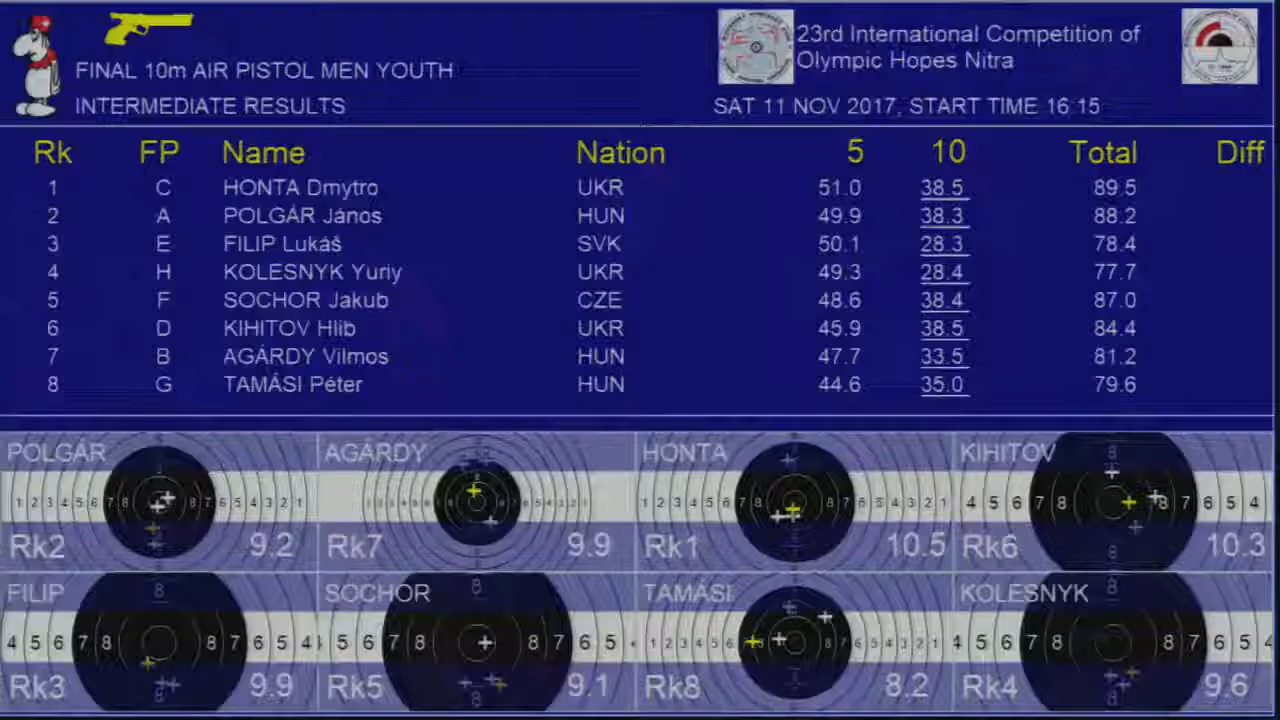 FINAL 10m AIR PISTOL MEN YOUTH
INTERMEDIATE RESULTS
23rd International Competition of
Olympic Hopes Nitra
SAT 11 NOV 2017, START TIME 16:15
Rk FP Name Nation 5 10 Total Diff
1 C HONTA Dmytro UKR 51.0 38.5 89.5
2 A POLGÁR János HUN 49.9 38.3 88.2
3 E FILIP Lukáš SVK 50.1 28.3 78.4
4 H KOLESNYK Yuriy UKR 49.3 28.4 77.7
5 F SOCHOR Jakub CZE 48.6 38.4 87.0
6 D KIHITOV Hlib UKR 45.9 38.5 84.4
7 B AGÁRDY Vilmos HUN 47.7 33.5 81.2
8 G TAMÁSI Péter HUN 44.6 35.0 79.6
POLGÁR AGÁRDY HONTA KIHITOV
Rk2 9.2 Rk7 9.9 Rk1 10.5 Rk6 10.3
FILIP SOCHOR TAMÁSI KOLESNYK
Rk3 9.9 Rk5 9.1 Rk8 8.2 Rk4 9.6